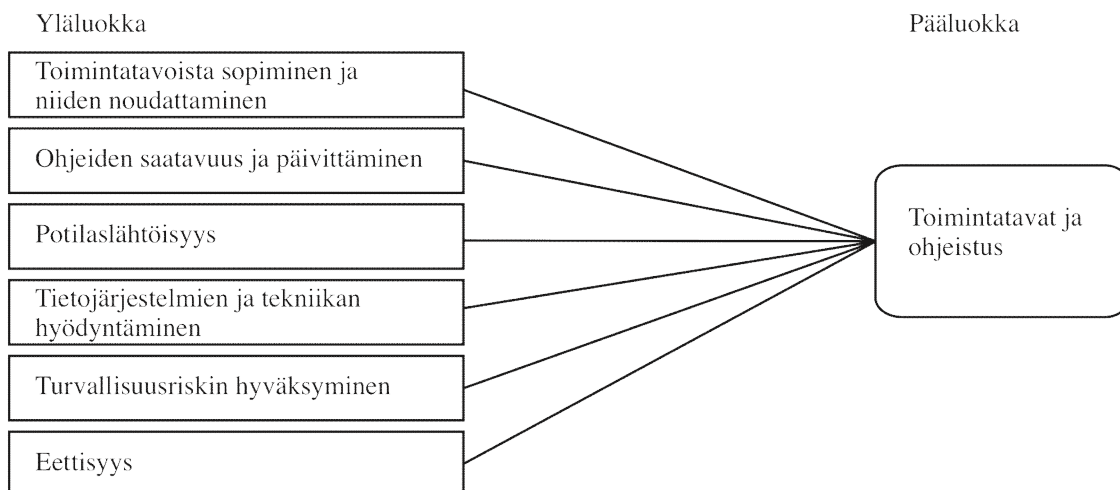 Yläluokka
Pääluokka
Toimintatavoista sopiminen ja
niiden noudattaminen
Ohjeiden saatavuus ja päivittäminen
Potilaslähtöisyys
Tietojärjestelmien ja tekniikan
hyödyntäminen
Turvallisuusriskin hyväksyminen
Eettisyys
Toimintatavat ja
ohjeistus